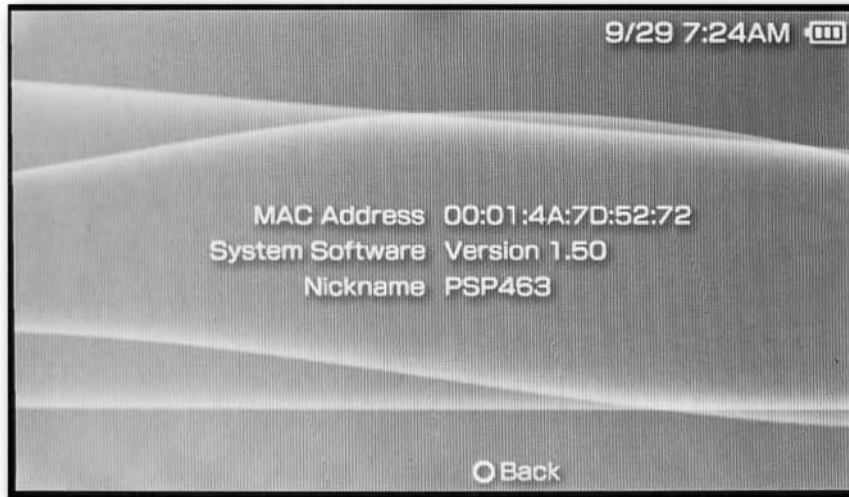 9/29 7:24AM
MAC Address 00:01:4A:7D:52:72
System Software Version 1.50
Nickname PSP463
Back